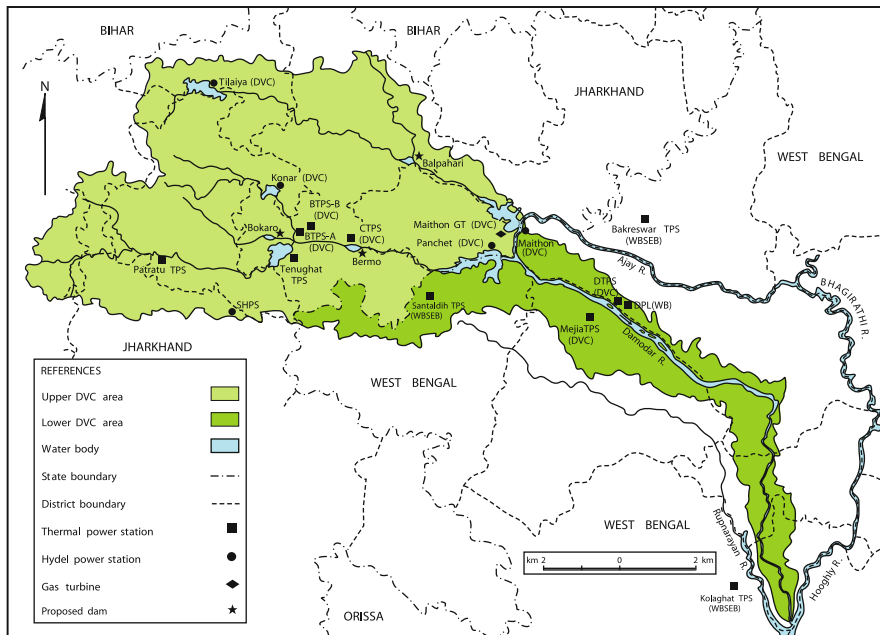 BIHAR
BIHAR
JHARKHAND
WEST BENGAL
N
Tilaiya (DVC)
Balpahari
Konar (DVC)
BTPS-B
(DVC)
Bokaro
BTPS-A
(DVC)
CTPS
(DVC)
Bermo
Maithon GT (DVC)
Panchet (DVC)
Maithon
(DVC)
Bakreswar TPS
(WBSEB)
Ajay R.
BHAGIRATHI R.
Patratu TPS
Tenughat
TPS
SHPS
Santaldih TPS
(WBSEB)
DTPS
(DVC)
DPL(WB)
MejiaTPS
(DVC)
Damodar R.
JHARKHAND
WEST BENGAL
REFERENCES
Upper DVC area
Lower DVC area
Water body
State boundary
District boundary
Thermal power station
Hydel power station
Gas turbine
Proposed dam
WEST BENGAL
Rupnarayan R.
Hooghly R.
km 2 0 2 km
Kolaghat TPS
(WBSEB)
ORISSA